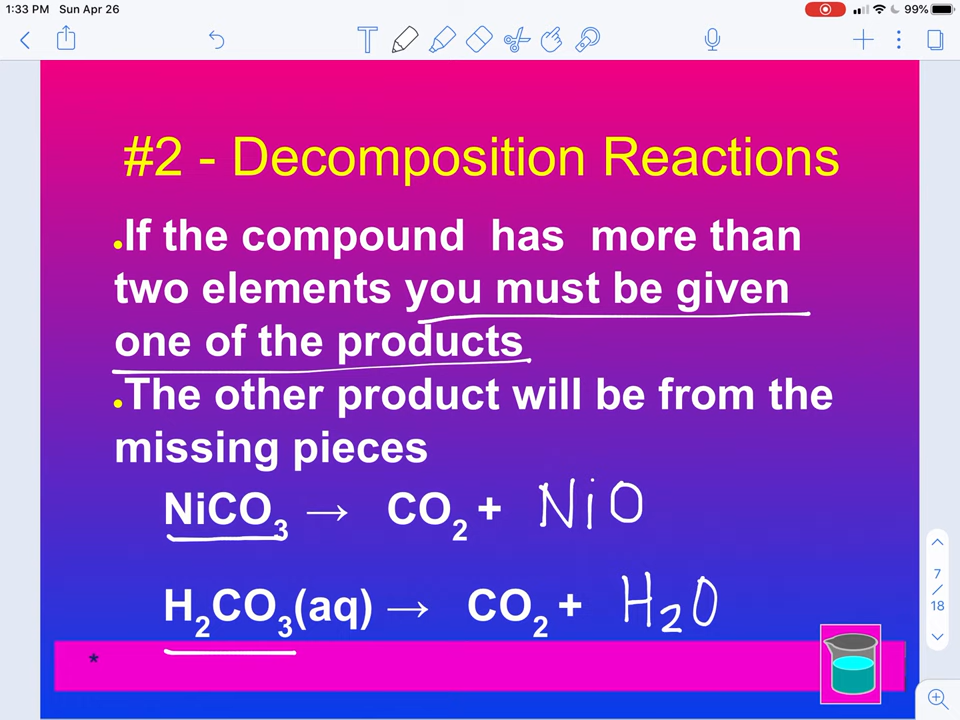 1:33 PM Sun Apr 26 99%
#2 - Decomposition Reactions
•If the compound has more than
two elements you must be given
one of the products
•The other product will be from the
missing pieces
NiCO₃ → CO₂ + NiO
H₂CO₃(aq) → CO₂ + H₂O
*
7
/
18